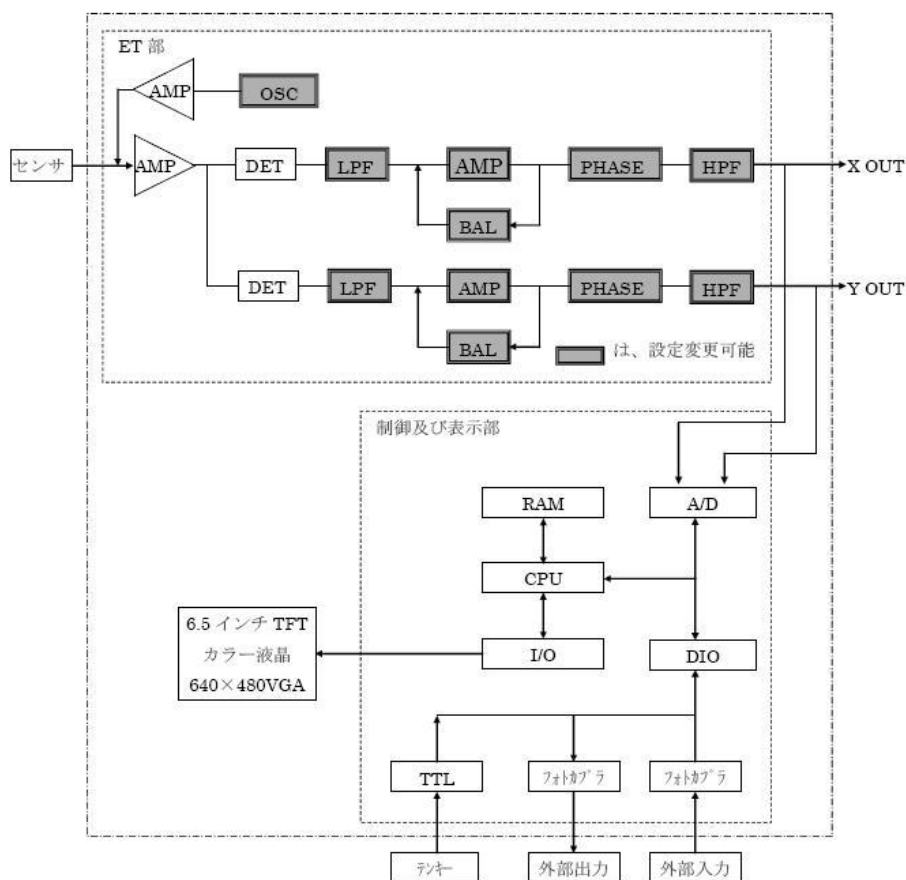 ET 部
AMP
OSC
センサ
AMP
DET
LPF
AMP
PHASE
HPF
X OUT
BAL
DET
LPF
AMP
PHASE
HPF
Y OUT
BAL
は、設定変更可能
制御及び表示部
RAM
A/D
CPU
6.5 インチ TFT
カラー液晶
640×480VGA
I/O
DIO
TTL
ﾌｫﾄｶﾌﾟﾗ
ﾌｫﾄｶﾌﾟﾗ
ﾃﾝｷｰ
外部出力
外部入力